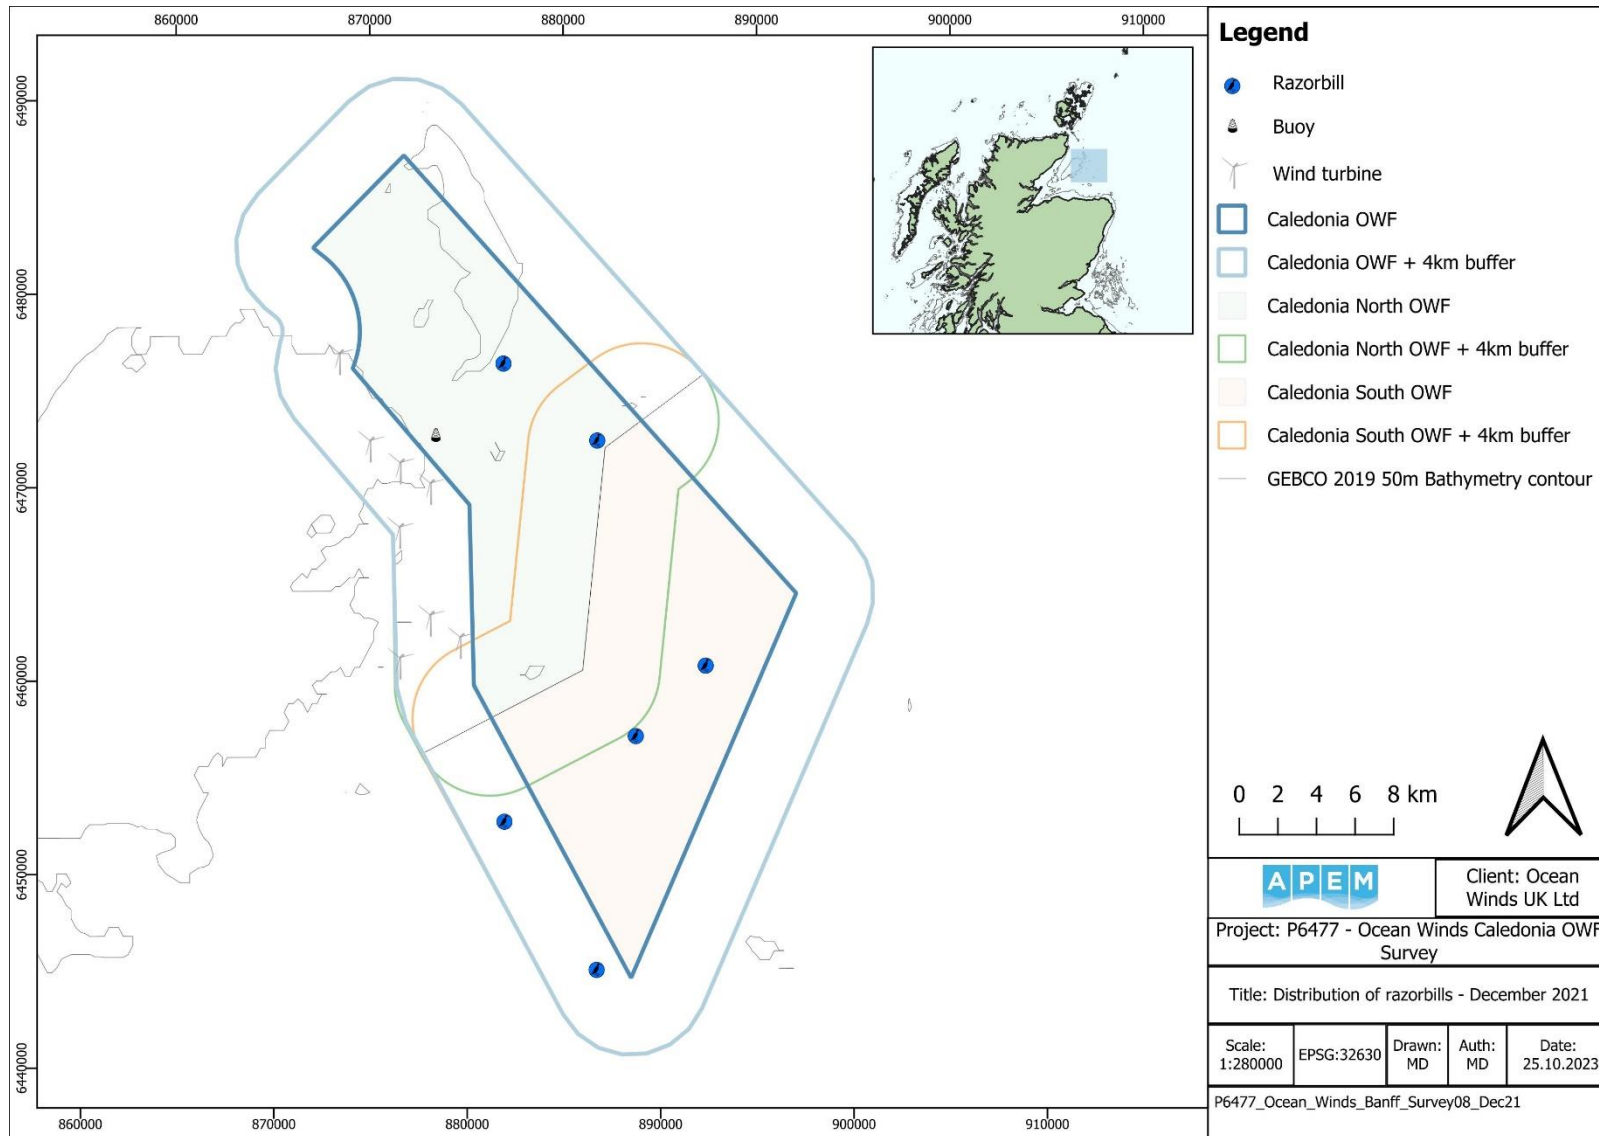 860000 870000 880000 890000 900000 910000
6490000
6480000
6470000
6460000
6450000
6440000
860000 870000 880000 890000 900000 910000
Legend
Razorbill
Buoy
Wind turbine
Caledonia OWF
Caledonia OWF + 4km buffer
Caledonia North OWF
Caledonia North OWF + 4km buffer
Caledonia South OWF
Caledonia South OWF + 4km buffer
GEBCO 2019 50m Bathymetry contour
0 2 4 6 8 km
APEM
Client: Ocean
Winds UK Ltd
Project: P6477 - Ocean Winds Caledonia OWF
Survey
Title: Distribution of razorbills - December 2021
Scale:
1:280000
EPSG:32630
Drawn:
MD
Auth:
MD
Date:
25.10.2023
P6477_Ocean_Winds_Banff_Survey08_Dec21